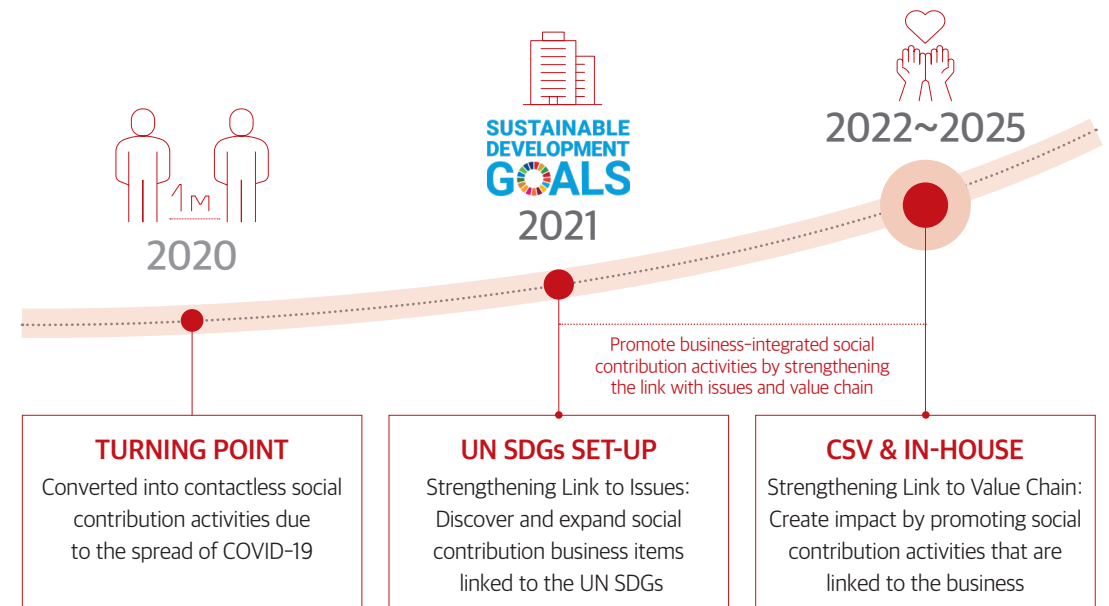 1M
2020
SUSTAINABLE
DEVELOPMENT
GOALS
2021
2022~2025
Promote business-integrated social
contribution activities by strengthening
the link with issues and value chain
TURNING POINT
Converted into contactless social
contribution activities due
to the spread of COVID-19
UN SDGs SET-UP
Strengthening Link to Issues:
Discover and expand social
contribution business items
linked to the UN SDGs
CSV & IN-HOUSE
Strengthening Link to Value Chain:
Create impact by promoting social
contribution activities that are
linked to the business